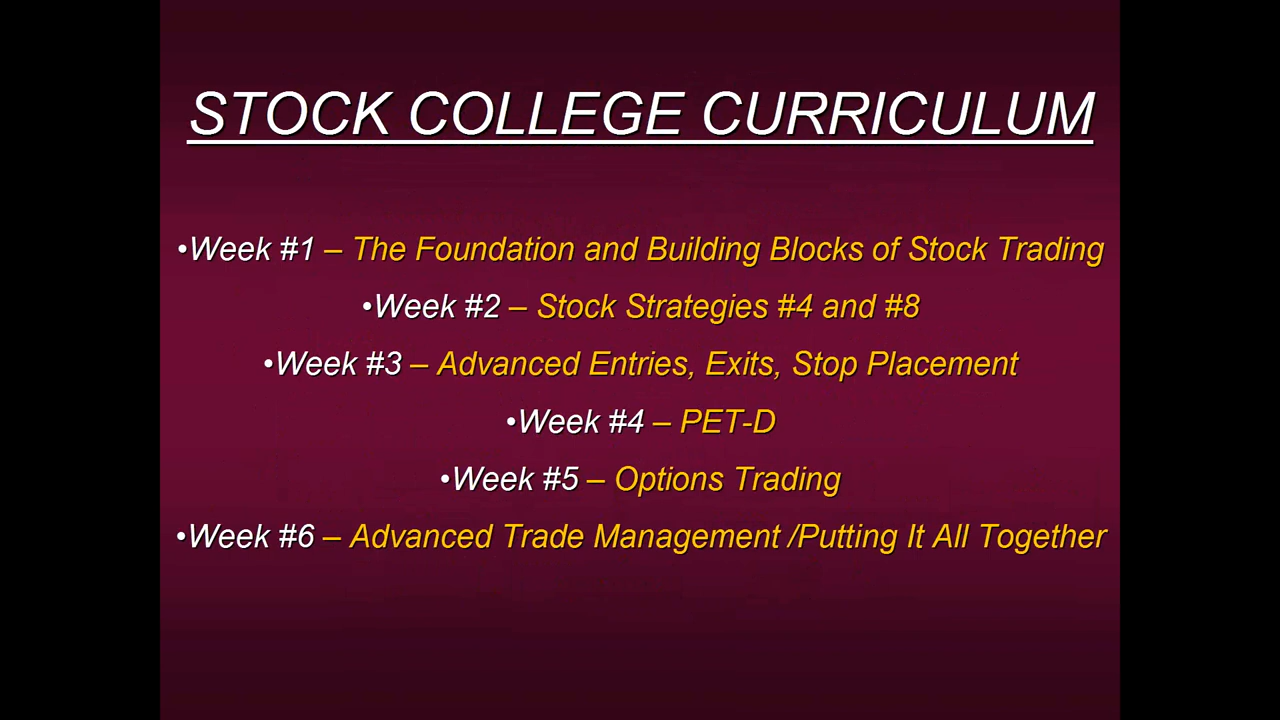 STOCK COLLEGE CURRICULUM
•Week #1 – The Foundation and Building Blocks of Stock Trading
•Week #2 – Stock Strategies #4 and #8
•Week #3 – Advanced Entries, Exits, Stop Placement
•Week #4 – PET-D
•Week #5 – Options Trading
•Week #6 – Advanced Trade Management /Putting It All Together